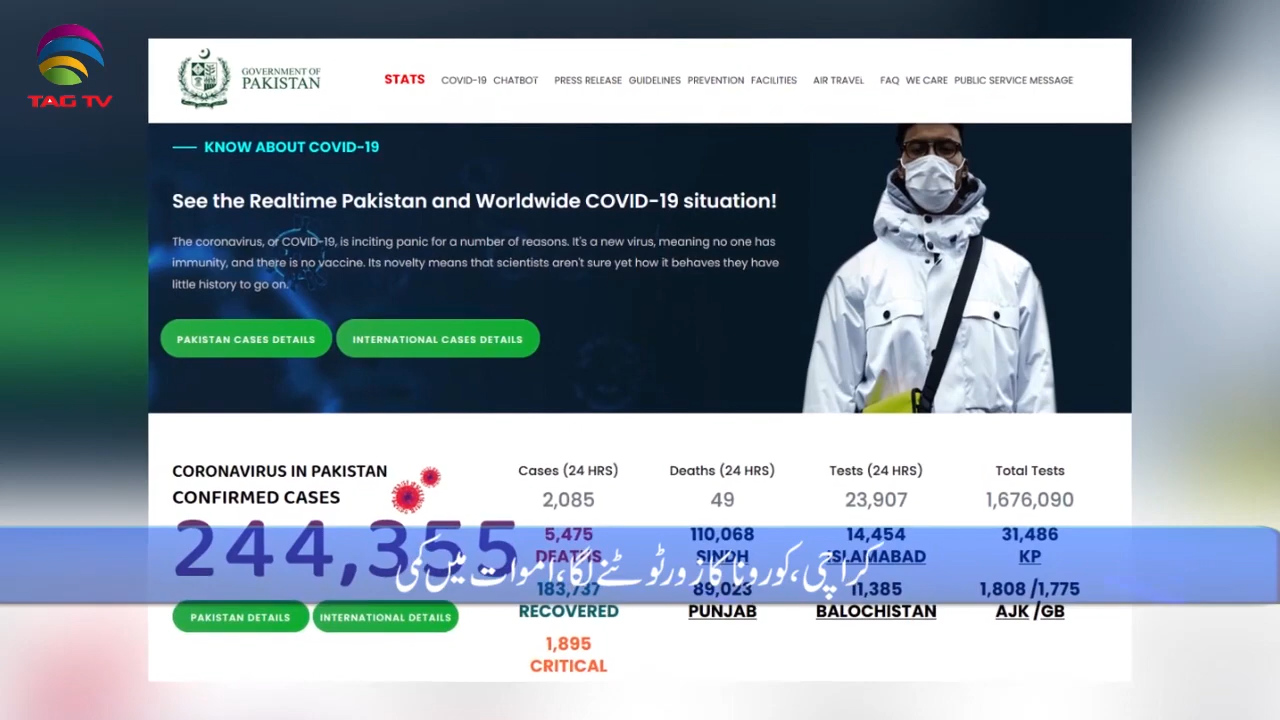 TAG TV
GOVERNMENT OF
PAKISTAN
STATS COVID-19 CHATBOT PRESS RELEASE GUIDELINES PREVENTION FACILITIES AIR TRAVEL FAQ WE CARE PUBLIC SERVICE MESSAGE
KNOW ABOUT COVID-19
See the Realtime Pakistan and Worldwide COVID-19 situation!
The coronavirus, or COVID-19, is inciting panic for a number of reasons. It's a new virus, meaning no one has
immunity, and there is no vaccine. Its novelty means that scientists aren't sure yet how it behaves they have
little history to go on.
PAKISTAN CASES DETAILS INTERNATIONAL CASES DETAILS
CORONAVIRUS IN PAKISTAN
CONFIRMED CASES
244,355
PAKISTAN DETAILS INTERNATIONAL DETAILS
Cases (24 HRS) Deaths (24 HRS) Tests (24 HRS) Total Tests
2,085 49 23,907 1,676,090
5,475 110,068 14,454 31,486
DEATHS SINDH ISLAMABAD KP
کراچی، کورونا کا زور ٹوٹنے لگا، اموات میں کمی
183,737 89,023 11,385 1,808 /1,775
RECOVERED PUNJAB BALOCHISTAN AJK /GB
1,895
CRITICAL